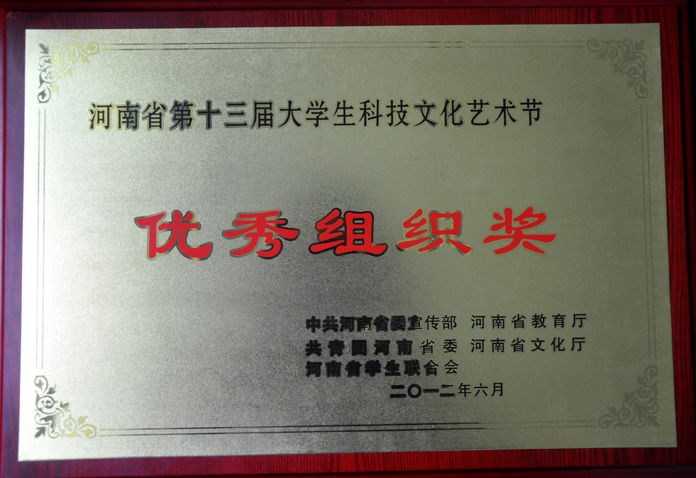 河南省第十三届大学生科技文化艺术节
优秀组织奖
中共河南省委宣传部 河南省教育厅
共青团河南省委 河南省文化厅
河南省学生联合会
二〇一二年六月